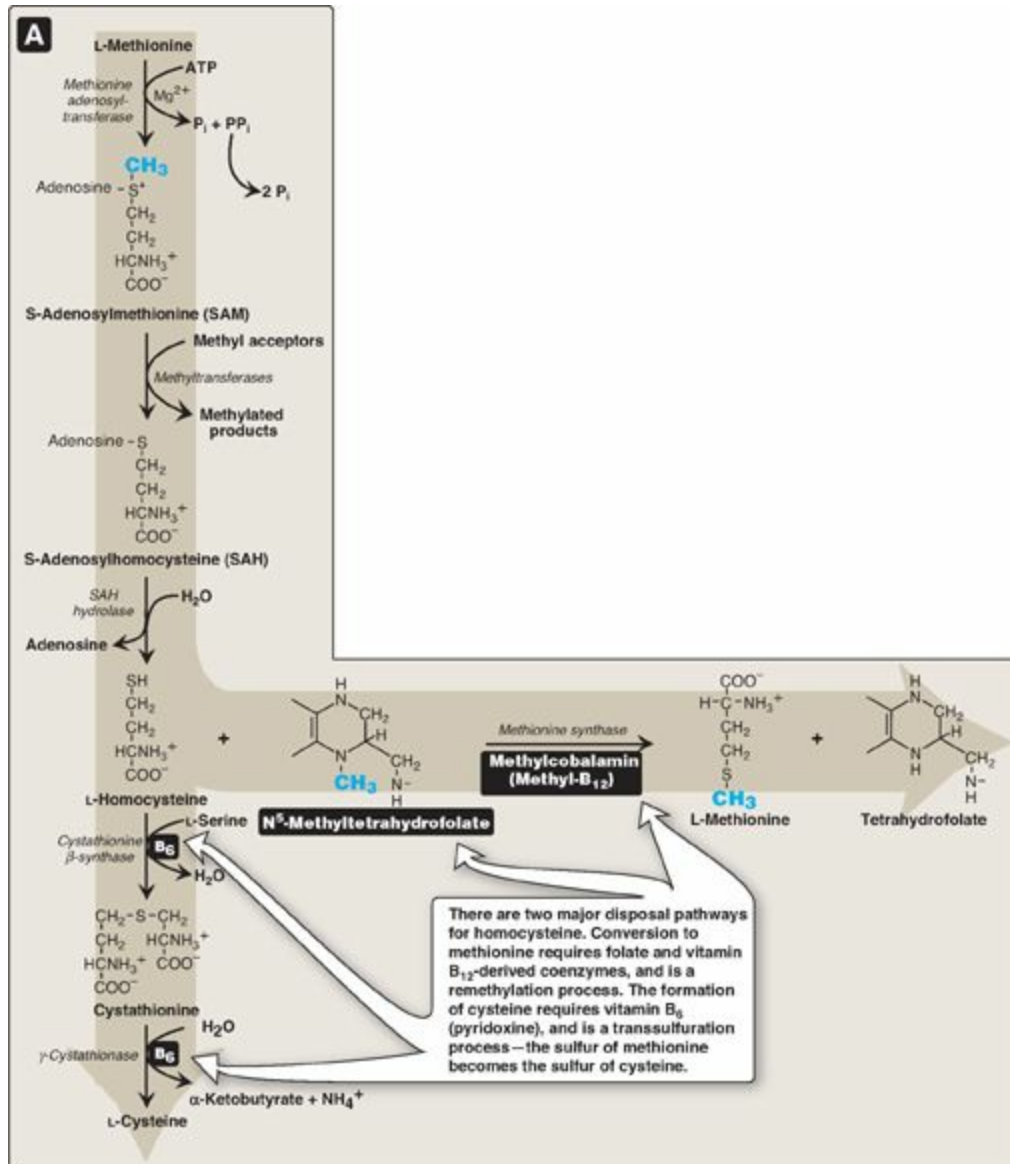 A
L-Methionine
ATP
Methionine
adenosyl-
transferase
Mg2+
Pi + PPi
2 Pi
CH3
Adenosine - S+
CH2
CH2
HCNH3+
COO−
S-Adenosylmethionine (SAM)
Methyl acceptors
Methyltransferases
Methylated
products
Adenosine - S
CH2
CH2
HCNH3+
COO−
S-Adenosylhomocysteine (SAH)
SAH
hydrolase
H2O
Adenosine
SH
CH2
CH2
HCNH3+
COO−
L-Homocysteine
+
H
N
CH2
H
N
CH2
CH3
N-
H
N5-Methyltetrahydrofolate
Methionine synthase
Methylcobalamin
(Methyl-B12)
COO−
H-C-NH3+
CH2
CH2
S
CH3
L-Methionine
+
H
N
CH2
H
N
H
CH2
N-
H
Tetrahydrofolate
L-Serine
Cystathionine
β-synthase
B6
H2O
CH2-S-CH2
CH2 HCNH3+
HCNH3+ COO−
COO−
Cystathionine
H2O
γ-Cystathionase
B6
α-Ketobutyrate + NH4+
L-Cysteine
There are two major disposal pathways
for homocysteine. Conversion to
methionine requires folate and vitamin
B12-derived coenzymes, and is a
remethylation process. The formation
of cysteine requires vitamin B6
(pyridoxine), and is a transsulfuration
process—the sulfur of methionine
becomes the sulfur of cysteine.